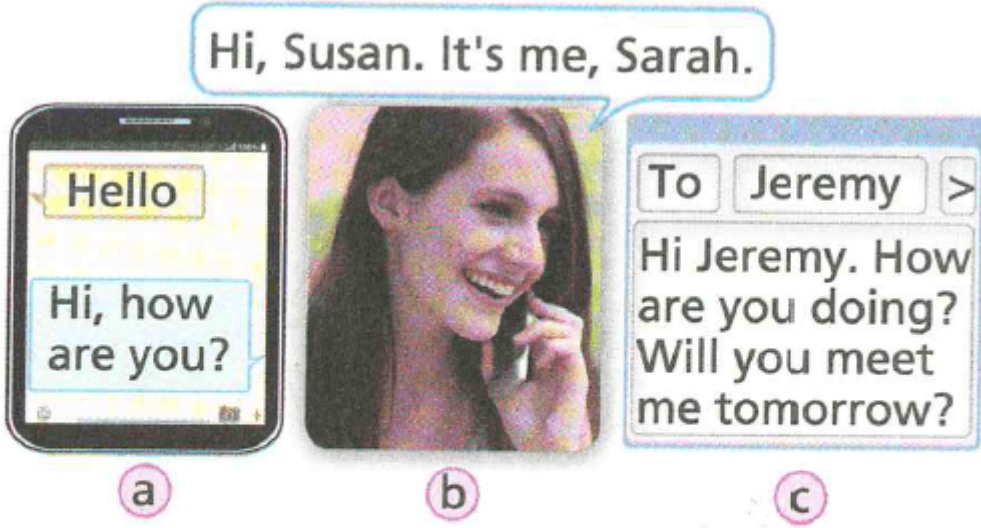 Hi, Susan. It's me, Sarah.
Hello
Hi, how
are you?
To Jeremy >
Hi Jeremy. How
are you doing?
Will you meet
me tomorrow?
a
b
c